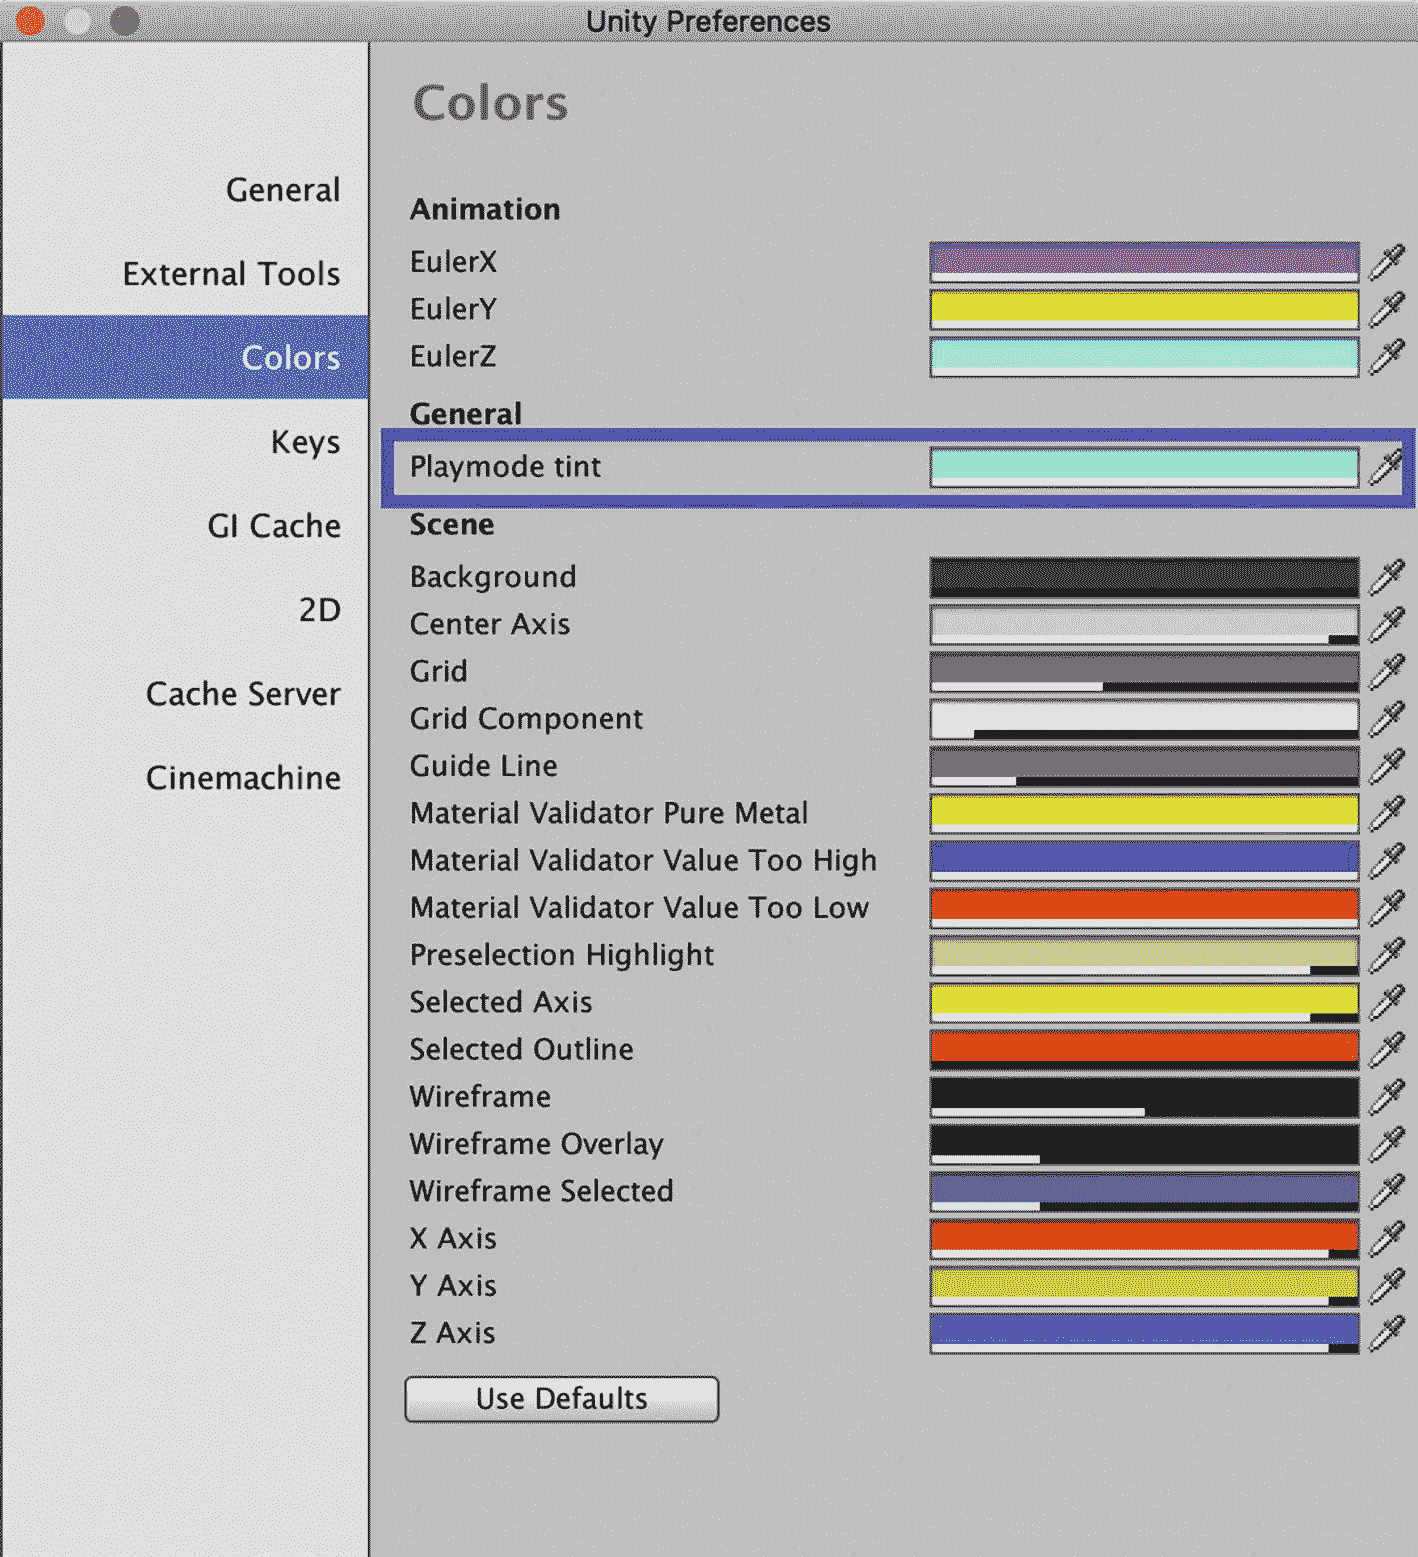 Unity Preferences
General
External Tools
Colors
Keys
GI Cache
2D
Cache Server
Cinemachine
Colors
Animation
EulerX
EulerY
EulerZ
General
Playmode tint
Scene
Background
Center Axis
Grid
Grid Component
Guide Line
Material Validator Pure Metal
Material Validator Value Too High
Material Validator Value Too Low
Preselection Highlight
Selected Axis
Selected Outline
Wireframe
Wireframe Overlay
Wireframe Selected
X Axis
Y Axis
Z Axis
Use Defaults